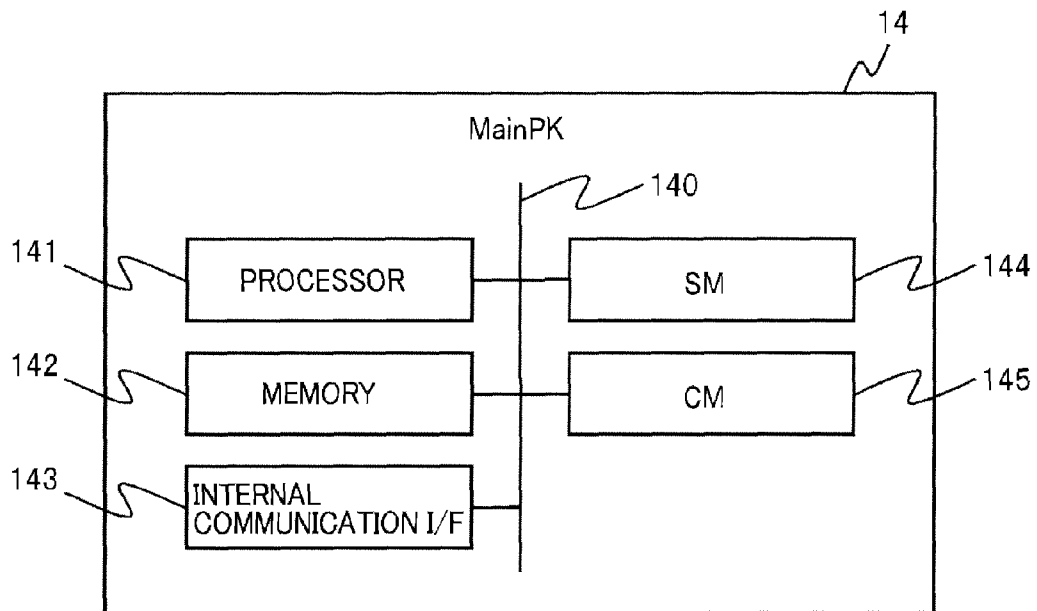 14
MainPK
140
141
PROCESSOR
SM
144
142
MEMORY
CM
145
143
INTERNAL
COMMUNICATION I/F